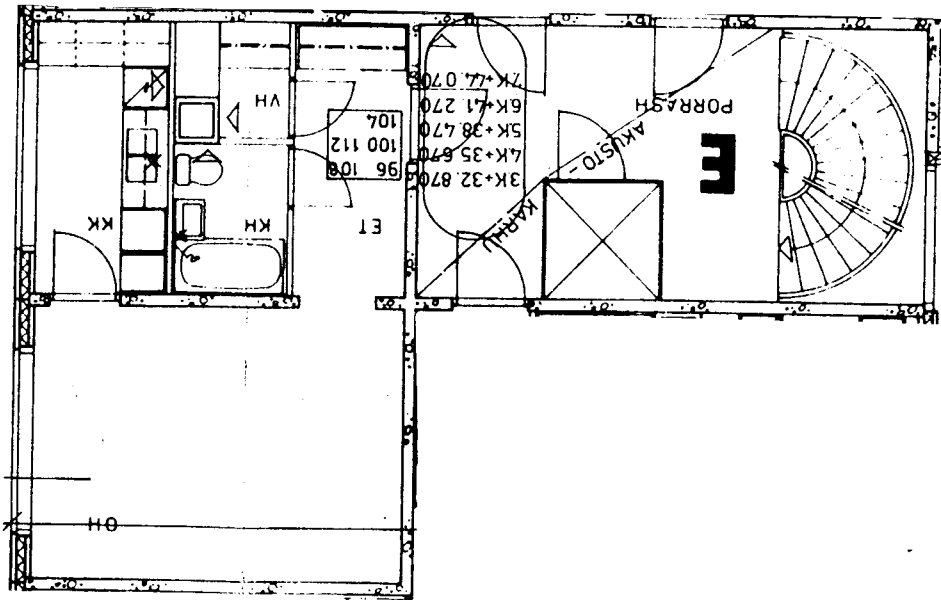 OH
KK
KH
ET
VH
96 108
100 112
104
3K+32.870
4K+35.670
5K+38.470
6K+41.270
7K+44.070
AKUSTO-
PORRASH
E